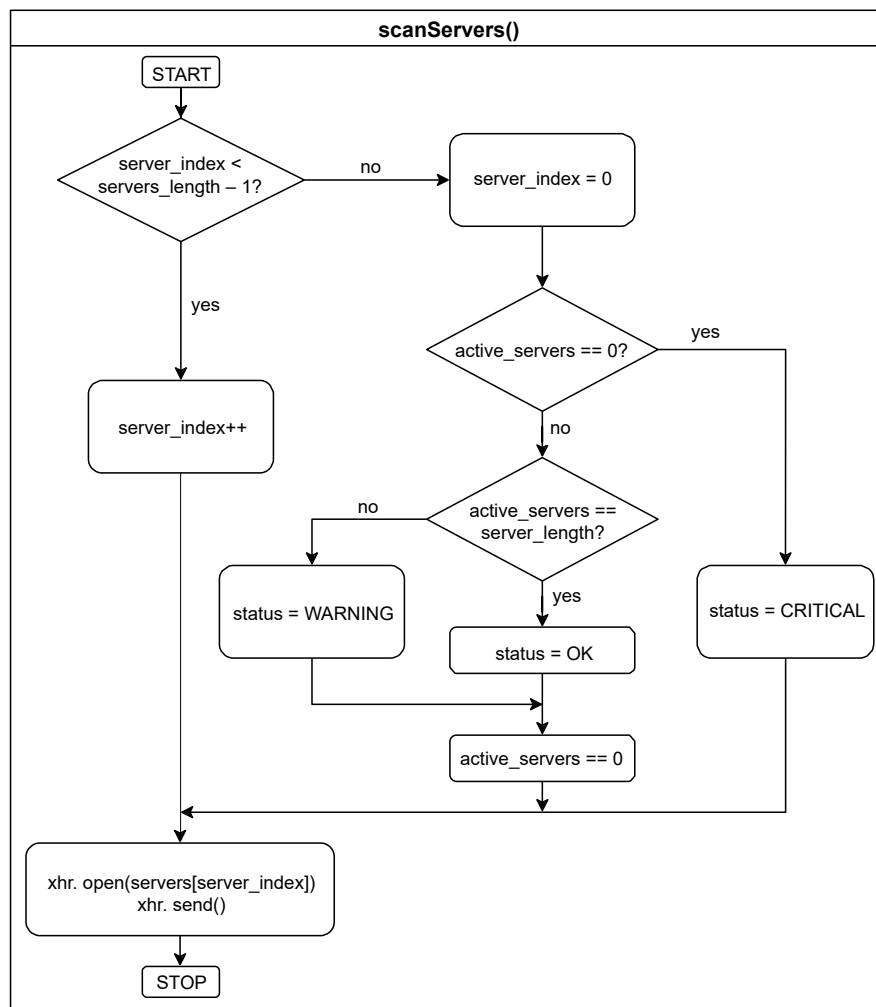 scanServers()
START
server_index <
servers_length – 1?
no
server_index = 0
yes
active_servers == 0?
yes
server_index++
no
active_servers ==
server_length?
no
status = WARNING
yes
status = OK
status = CRITICAL
active_servers == 0
xhr. open(servers[server_index])
xhr. send()
STOP